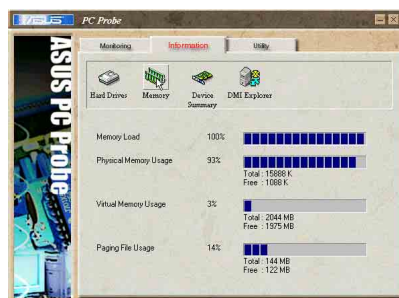 ASUS PC Probe
Monitoring Information Utility
ASUS PC Probe
Hard Drives Memory Device Summary DMI Explorer
Memory Load 100%
Physical Memory Usage 93%
Total : 15888 K
Free : 1088 K
Virtual Memory Usage 3%
Total : 2044 MB
Free : 1975 MB
Paging File Usage 14%
Total : 144 MB
Free : 122 MB